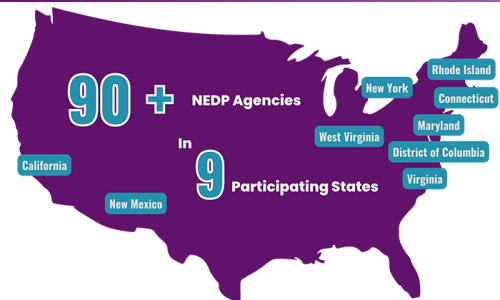 90 + NEDP Agencies
In
9 Participating States
Rhode Island
New York
Connecticut
Maryland
West Virginia
District of Columbia
California
Virginia
New Mexico